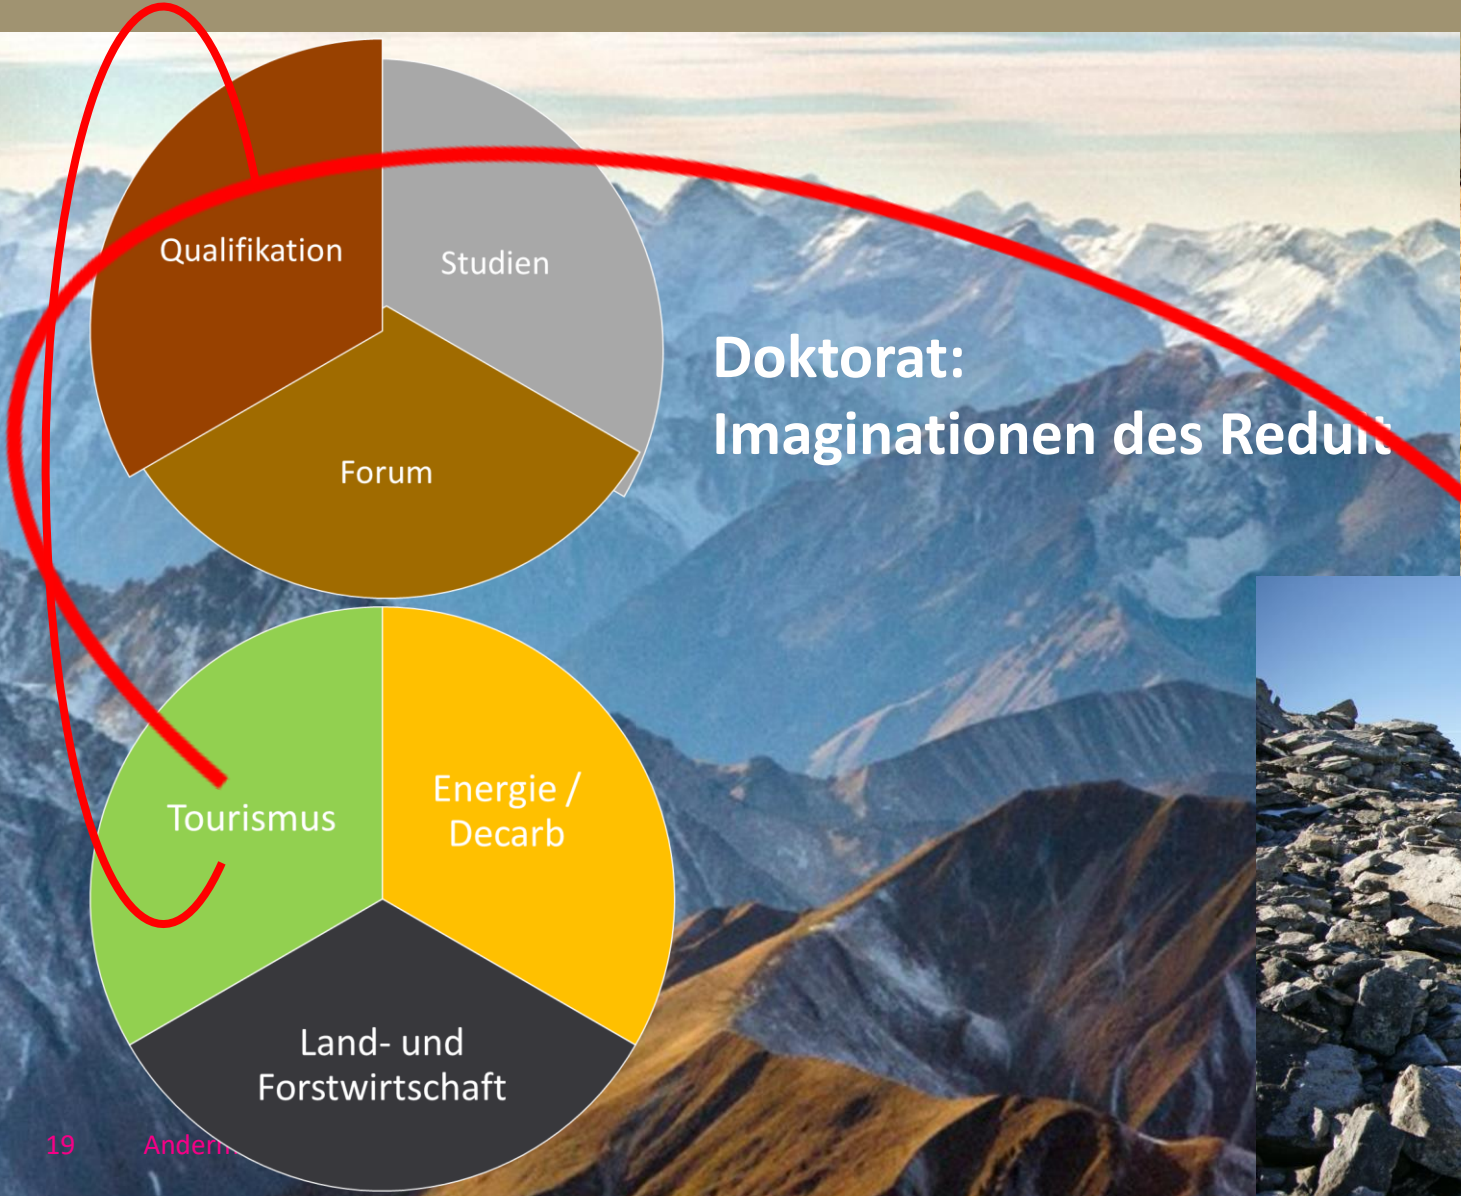 Qualifikation
Studien
Forum
Doktorat:
Imaginationen des Reduit
Tourismus
Energie /
Decarb
Land- und
Forstwirtschaft
19